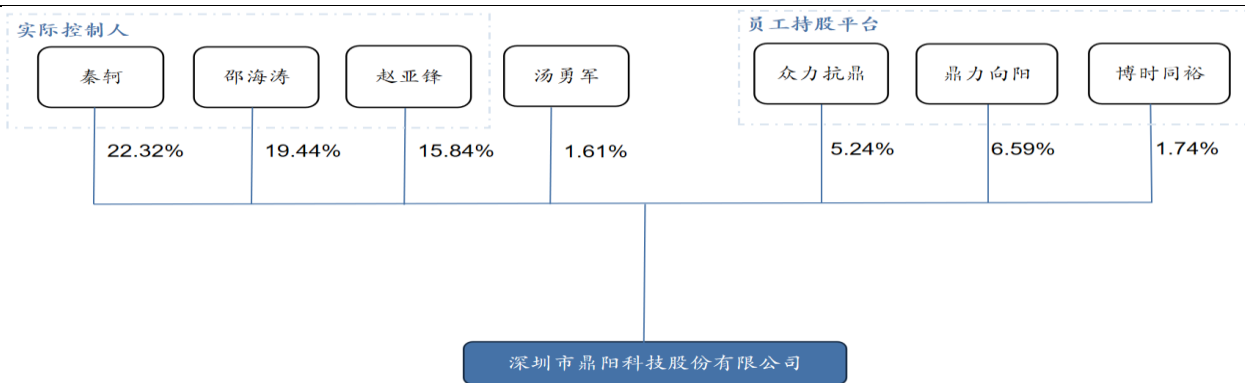 实际控制人
员工持股平台
秦轲
邵海涛
赵亚锋
汤勇军
众力抗鼎
鼎力向阳
博时同裕
22.32%
19.44%
15.84%
1.61%
5.24%
6.59%
1.74%
深圳市鼎阳科技股份有限公司